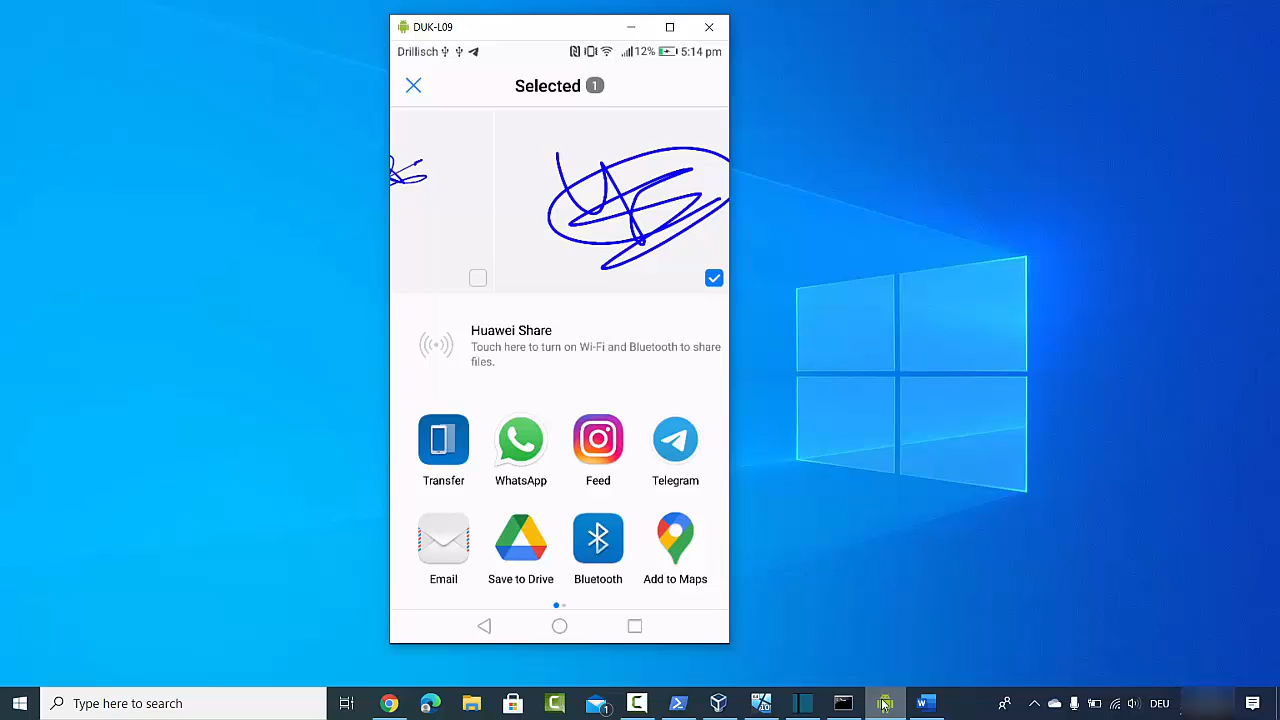 DUK-L09
Drillisch 12% 5:14 pm
Selected 1
Huawei Share
Touch here to turn on Wi-Fi and Bluetooth to share
files.
Transfer WhatsApp Feed Telegram
Email Save to Drive Bluetooth Add to Maps
Type here to search
1
DEU